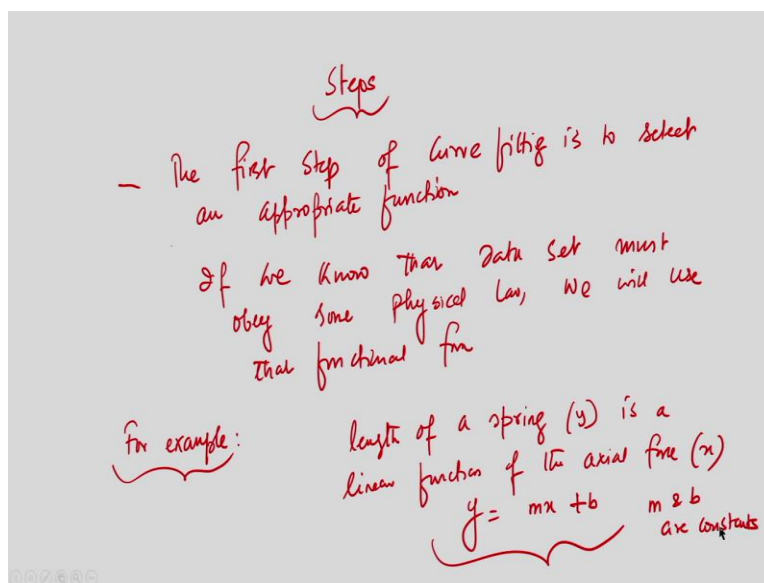 Steps
– The first step of curve fittig is to select
an appropriate function
If we know that data set must
obey some physical law, we will use
that functional form
For example: length of a spring (y) is a
linear function of the axial force (x)
y = mx + b m & b
are constants